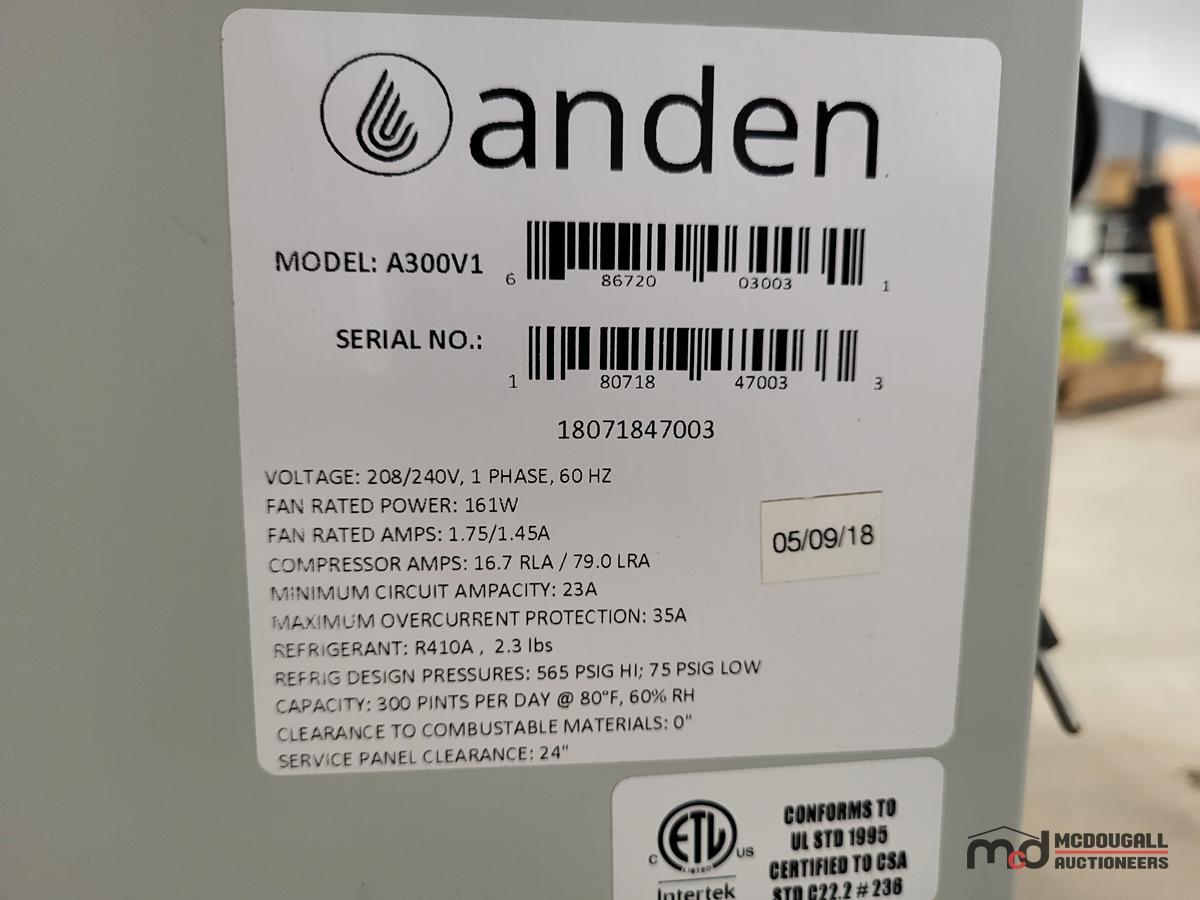 anden
MODEL: A300V1
6 86720 03003 1
SERIAL NO.:
1 80718 47003 3
18071847003
VOLTAGE: 208/240V, 1 PHASE, 60 HZ
FAN RATED POWER: 161W
FAN RATED AMPS: 1.75/1.45A
COMPRESSOR AMPS: 16.7 RLA / 79.0 LRA
MINIMUM CIRCUIT AMPACITY: 23A
MAXIMUM OVERCURRENT PROTECTION: 35A
REFRIGERANT: R410A , 2.3 lbs
REFRIG DESIGN PRESSURES: 565 PSIG HI; 75 PSIG LOW
CAPACITY: 300 PINTS PER DAY @ 80°F, 60% RH
CLEARANCE TO COMBUSTABLE MATERIALS: 0"
SERVICE PANEL CLEARANCE: 24"
05/09/18
C ETL US
LISTED
Intertek
CONFORMS TO
UL STD 1995
CERTIFIED TO CSA
STD C22.2 # 236
mcd MCDOUGALL
AUCTIONEERS